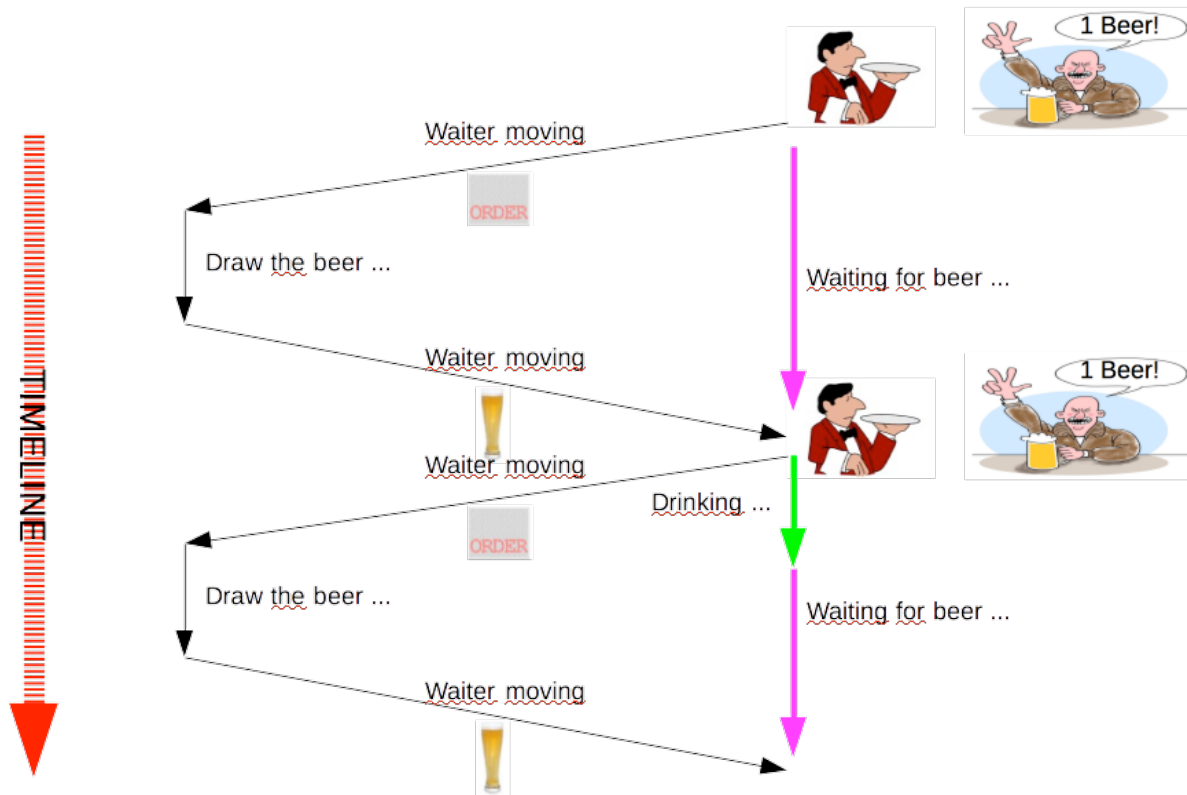 1 Beer!
Waiter moving
ORDER
Draw the beer ...
Waiting for beer ...
Waiter moving
1 Beer!
TIMELINE
Waiter moving
Drinking ...
ORDER
Draw the beer ...
Waiting for beer ...
Waiter moving